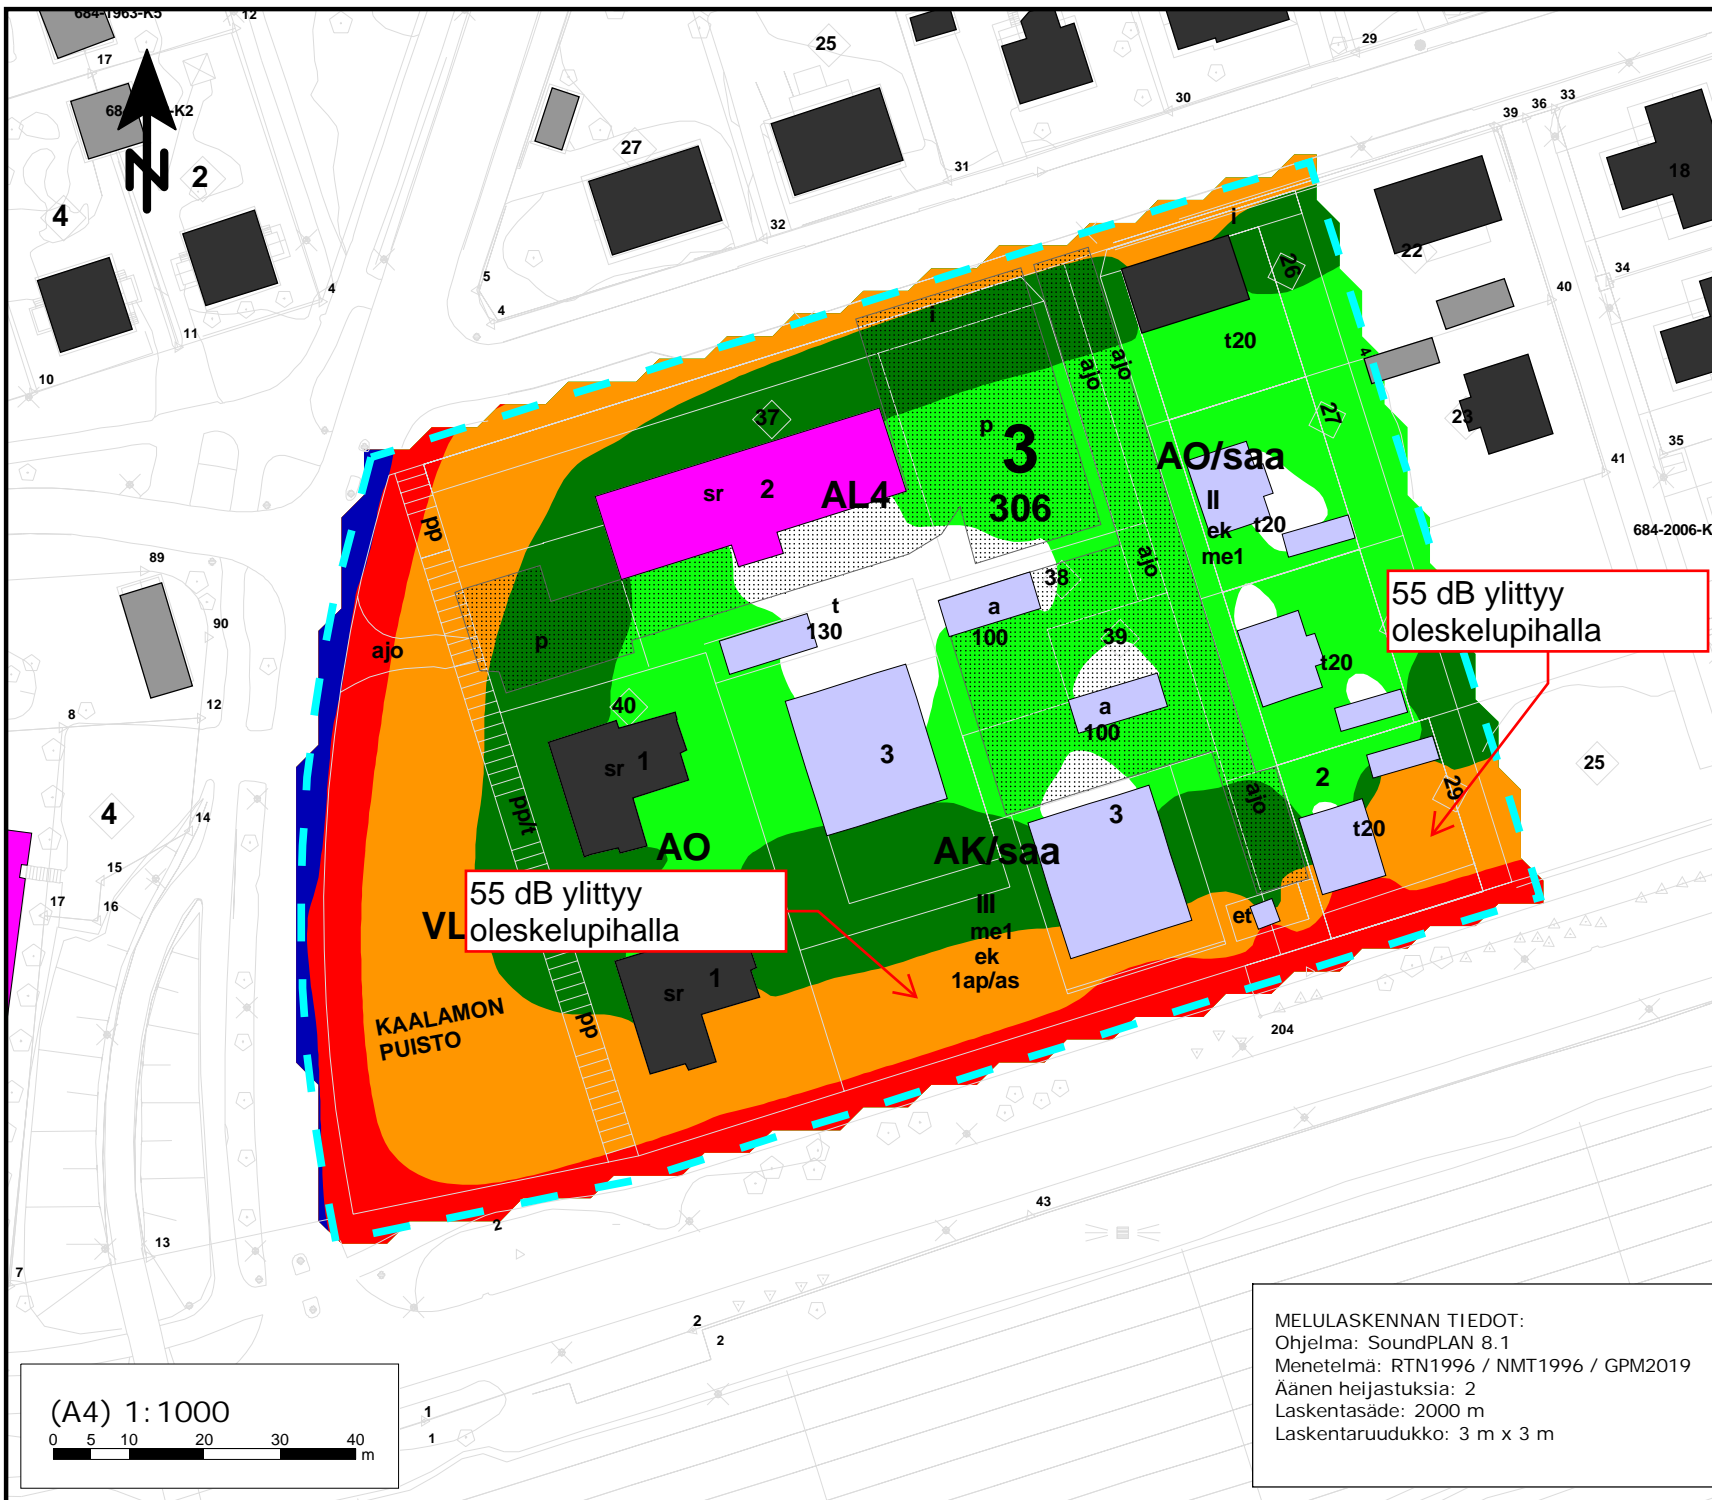 684-1963-K5
12
17
25
29
K2
27
30
39
36
33
31
18
2
4
32
26
i
22
5
34
4
4
40
11
i
t20
ajo
ajo
4
10
37
p
3
27
23
AO/saa
35
sr 2
AL4
II
41
306
pp
ek
t20
me1
684-2006-K
89
ajo
38
55 dB ylittyy
oleskelupihalla
t
a
90
130
100
39
p
ajo
t20
12
8
40
a
100
3
sr 1
25
2
29
ajo
4
pp/t
3
t20
14
AO
AK/saa
15
55 dB ylittyy
oleskelupihalla
III
17
16
VL
et
me1
ek
1ap/as
sr 1
KAALAMON
PUISTO
pp
204
43
2
13
7
2
2
MELULASKENNAN TIEDOT:
Ohjelma: SoundPLAN 8.1
Menetelmä: RTN1996 / NMT1996 / GPM2019
Äänen heijastuksia: 2
Laskentasäde: 2000 m
Laskentaruudukko: 3 m x 3 m
(A4) 1:1000
0 5 10 20 30 40
m
1
1